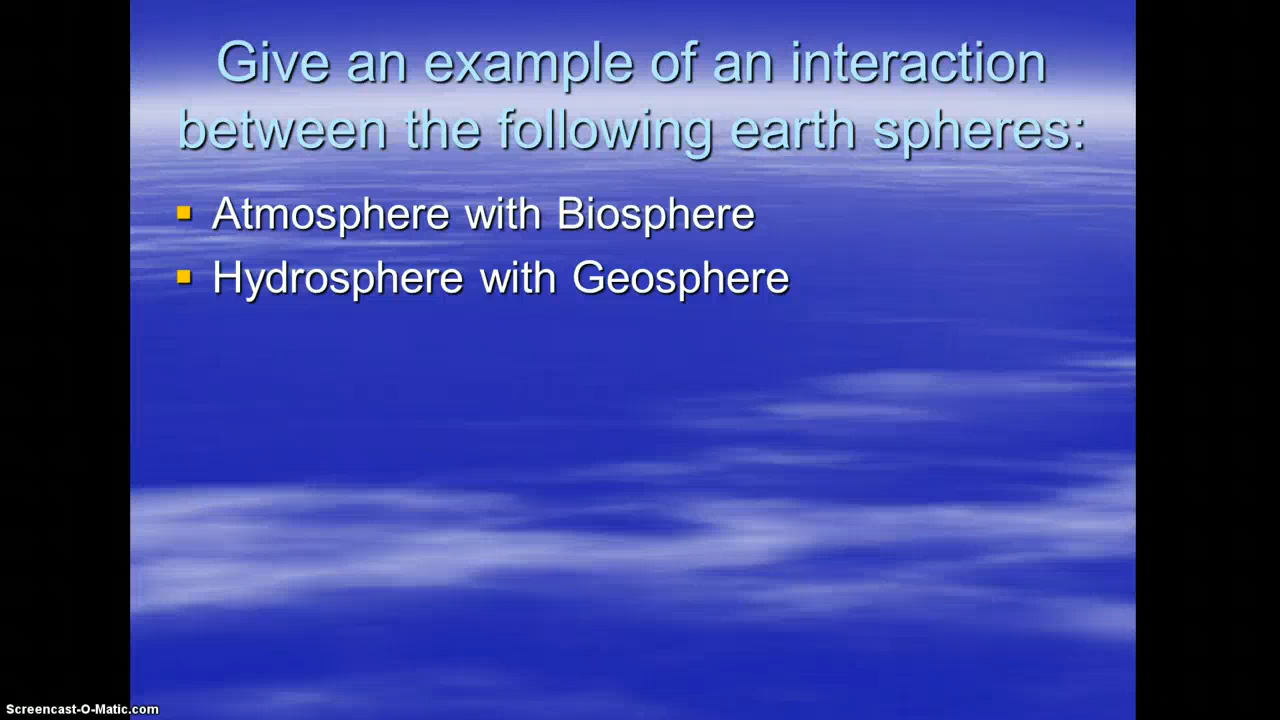 Give an example of an interaction
between the following earth spheres:
Atmosphere with Biosphere
Hydrosphere with Geosphere
Screencast-O-Matic.com